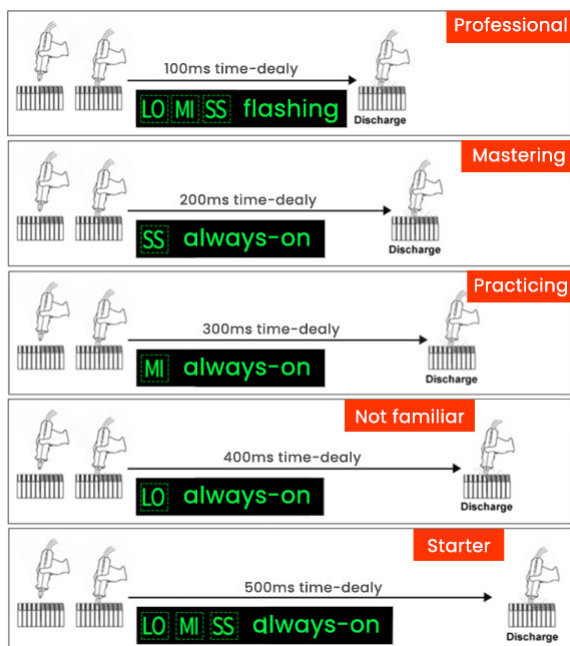 Professional
100ms time-dealy
LO MI SS flashing
Discharge
Mastering
200ms time-dealy
SS always-on
Discharge
Practicing
300ms time-dealy
MI always-on
Discharge
Not familiar
400ms time-dealy
LO always-on
Discharge
Starter
500ms time-dealy
LO MI SS always-on
Discharge